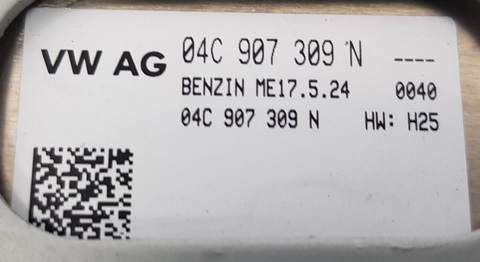 VW AG 04C 907 309 N ----
BENZIN ME17.5.24 0040
04C 907 309 N HW: H25